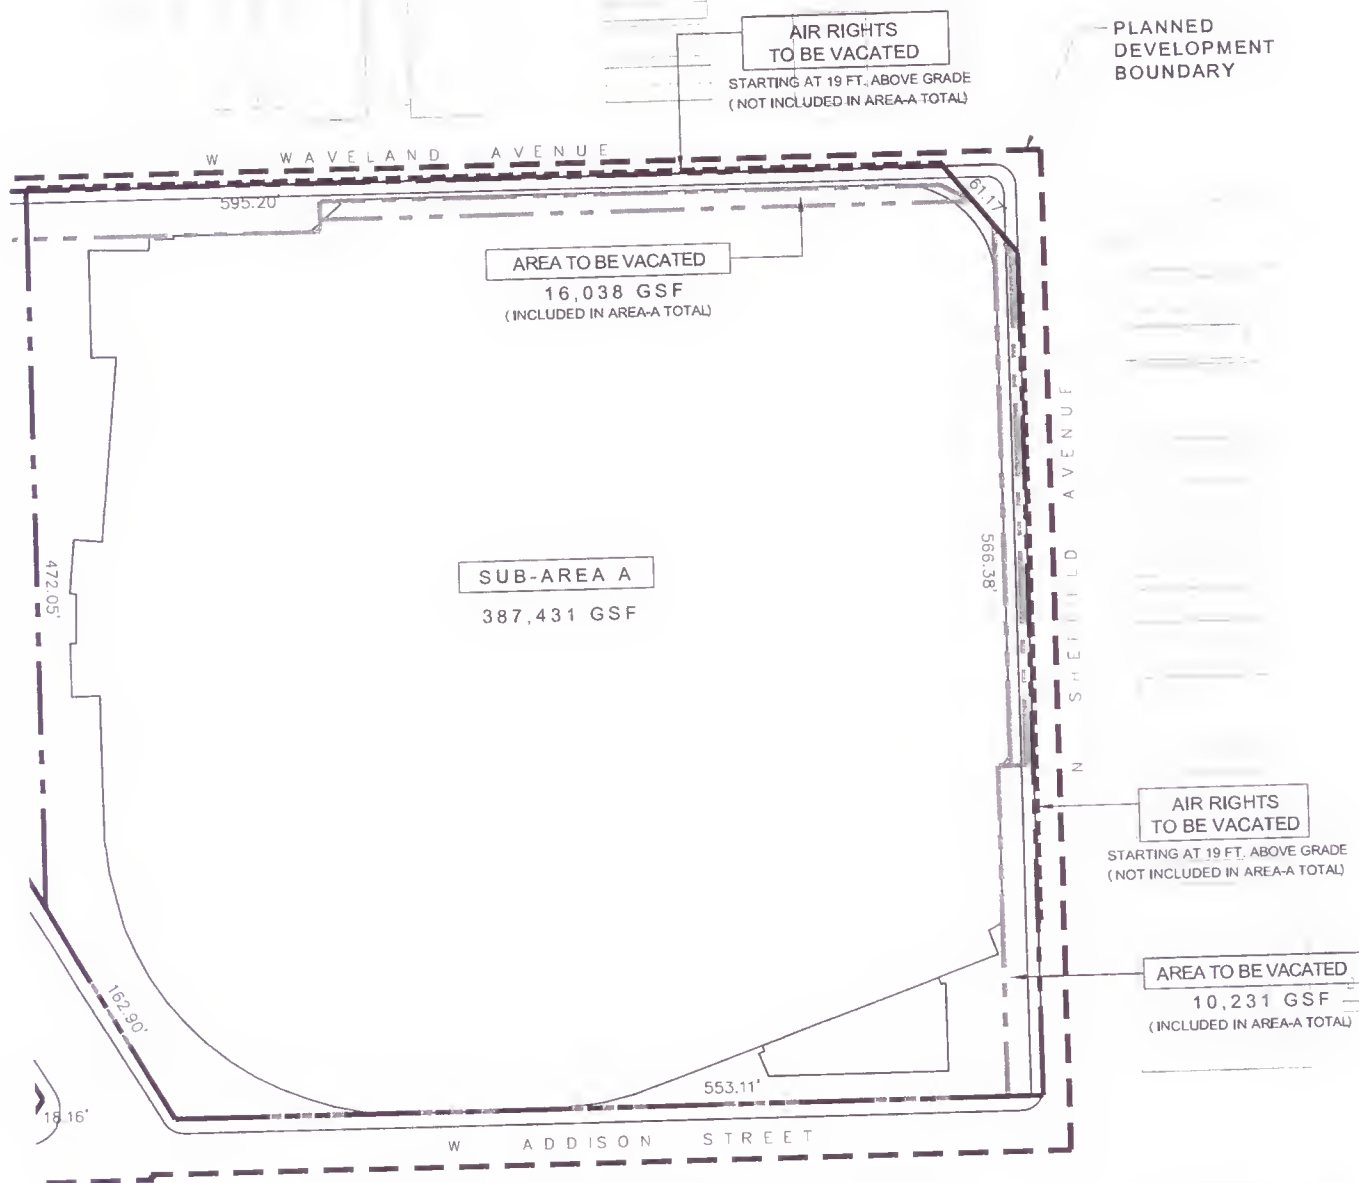 AIR RIGHTS
TO BE VACATED
STARTING AT 19 FT. ABOVE GRADE
(NOT INCLUDED IN AREA-A TOTAL)
PLANNED
DEVELOPMENT
BOUNDARY
W WAVELAND AVENUE
595.20'
61.17'
AREA TO BE VACATED
16,038 GSF
(INCLUDED IN AREA-A TOTAL)
N SHEFFIELD AVENUE
566.38'
472.05'
SUB-AREA A
387,431 GSF
AIR RIGHTS
TO BE VACATED
STARTING AT 19 FT. ABOVE GRADE
(NOT INCLUDED IN AREA-A TOTAL)
AREA TO BE VACATED
10,231 GSF
(INCLUDED IN AREA-A TOTAL)
162.90'
553.11'
18.16'
W ADDISON STREET